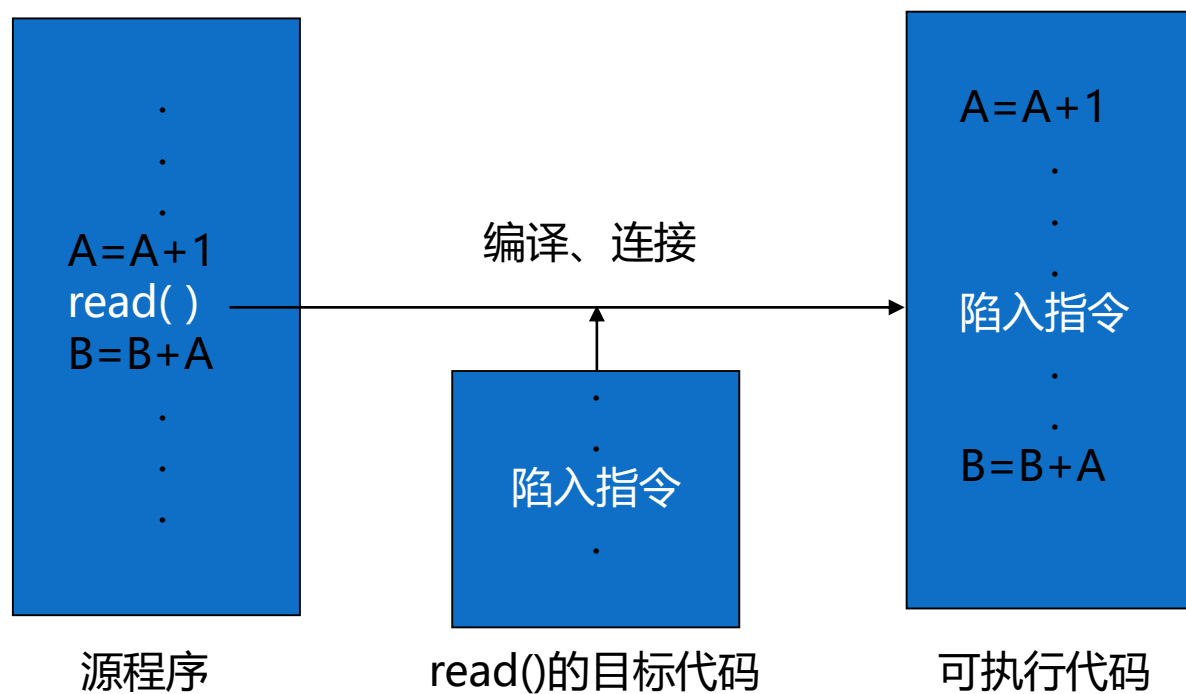 A=A+1
read( )
B=B+A
源程序
编译、连接
陷入指令
read()的目标代码
A=A+1
陷入指令
B=B+A
可执行代码